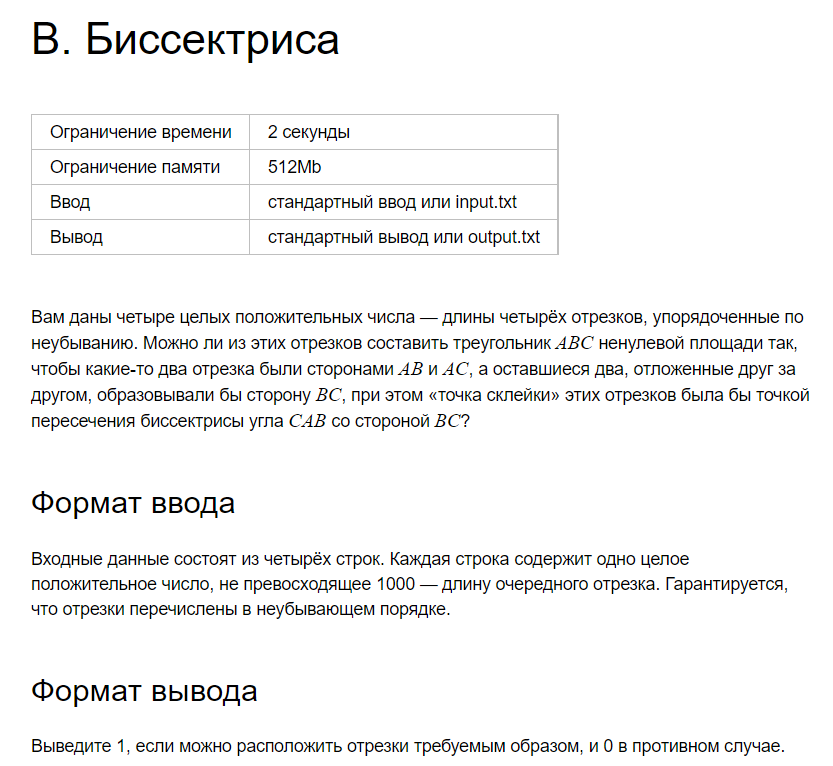 B. Биссектриса
Ограничение времени 2 секунды
Ограничение памяти 512Mb
Ввод стандартный ввод или input.txt
Вывод стандартный вывод или output.txt
Вам даны четыре целых положительных числа — длины четырёх отрезков, упорядоченные по
неубыванию. Можно ли из этих отрезков составить треугольник ABC ненулевой площади так,
чтобы какие-то два отрезка были сторонами AB и AC, а оставшиеся два, отложенные друг за
другом, образовывали бы сторону BC, при этом «точка склейки» этих отрезков была бы точкой
пересечения биссектрисы угла CAB со стороной BC?
Формат ввода
Входные данные состоят из четырёх строк. Каждая строка содержит одно целое
положительное число, не превосходящее 1000 — длину очередного отрезка. Гарантируется,
что отрезки перечислены в неубывающем порядке.
Формат вывода
Выведите 1, если можно расположить отрезки требуемым образом, и 0 в противном случае.